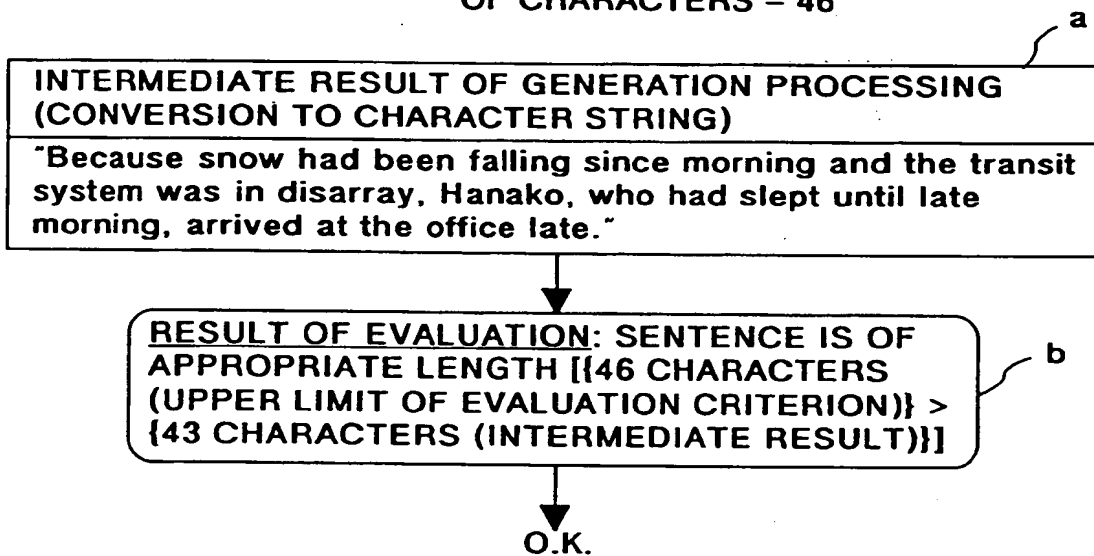 OF CHARACTERS = 46
a
INTERMEDIATE RESULT OF GENERATION PROCESSING
(CONVERSION TO CHARACTER STRING)
"Because snow had been falling since morning and the transit
system was in disarray, Hanako, who had slept until late
morning, arrived at the office late."
RESULT OF EVALUATION: SENTENCE IS OF
APPROPRIATE LENGTH [{46 CHARACTERS
(UPPER LIMIT OF EVALUATION CRITERION)} >
{43 CHARACTERS (INTERMEDIATE RESULT)}]
b
O.K.